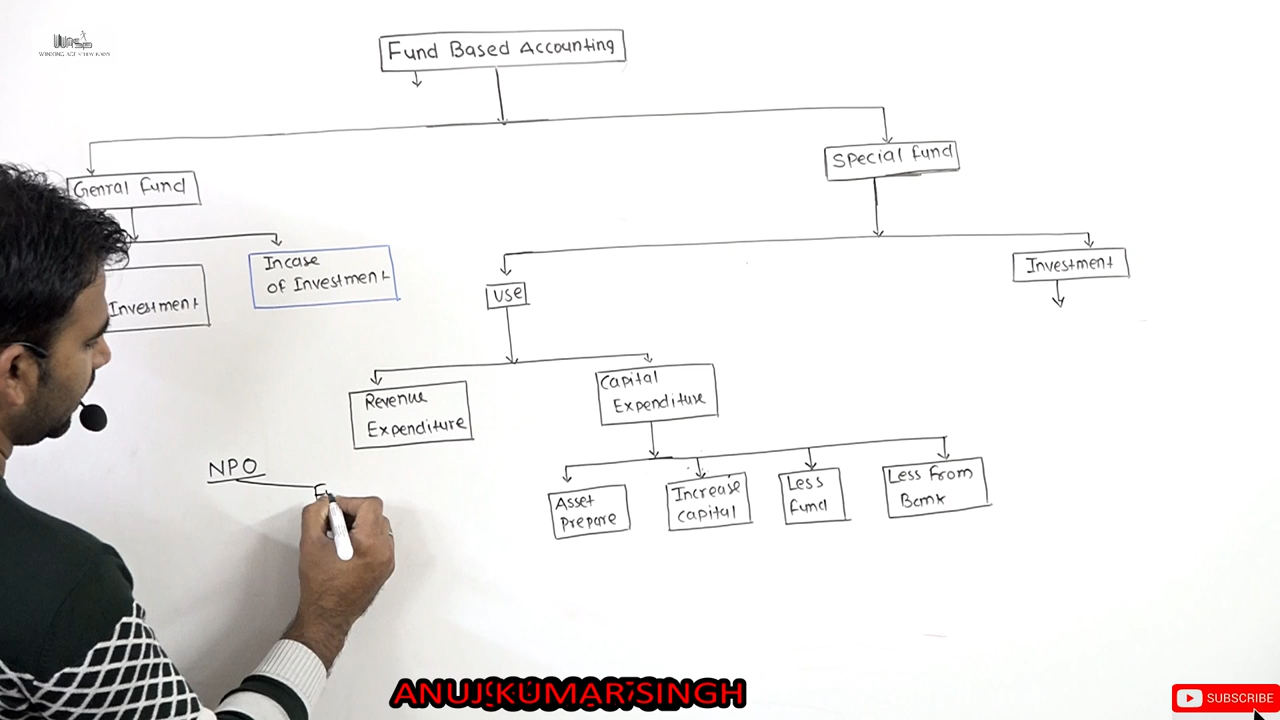 Fund Based Accounting
Special Fund
Genral Fund
Incase
of Investment
Investment
Investment
USE
Capital
Expenditure
Revenue
Expenditure
NPO
Asset
Prepare
Increase
Capital
Less
Fund
Less From
Bank
ANUJ KUMAR SINGH
SUBSCRIBE